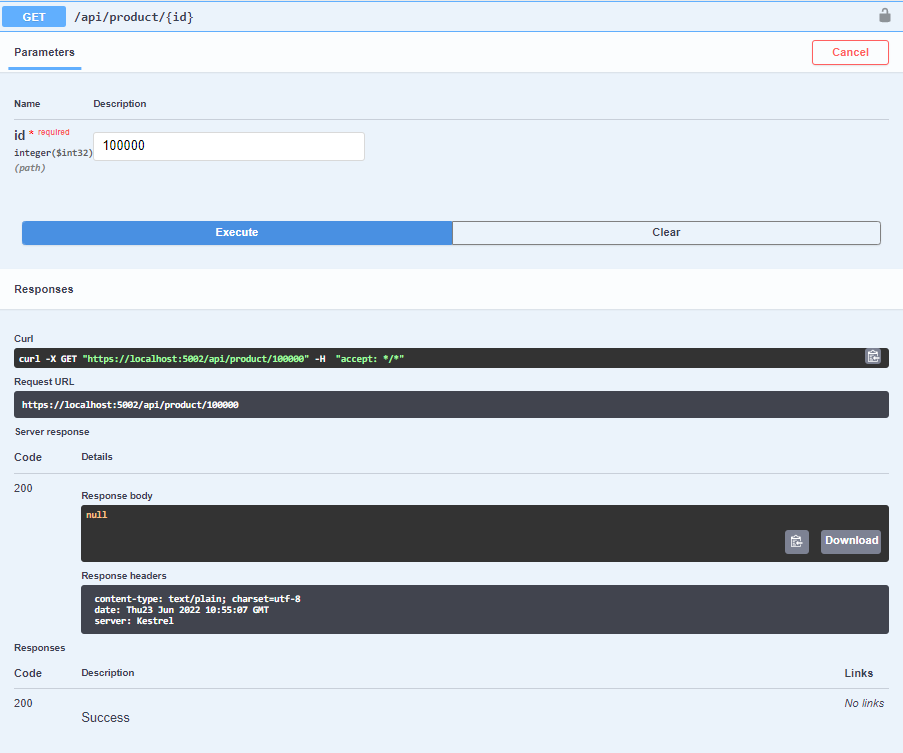 GET /api/product/{id}
Parameters
Cancel
Name Description
id * required
integer($int32)
(path)
100000
Execute Clear
Responses
Curl
curl -X GET "https://localhost:5002/api/product/100000" -H  "accept: */*"
Request URL
https://localhost:5002/api/product/100000
Server response
Code Details
200
Response body
null
Download
Response headers
content-type: text/plain; charset=utf-8
date: Thu23 Jun 2022 10:55:07 GMT
server: Kestrel
Responses
Code Description Links
200 No links
Success